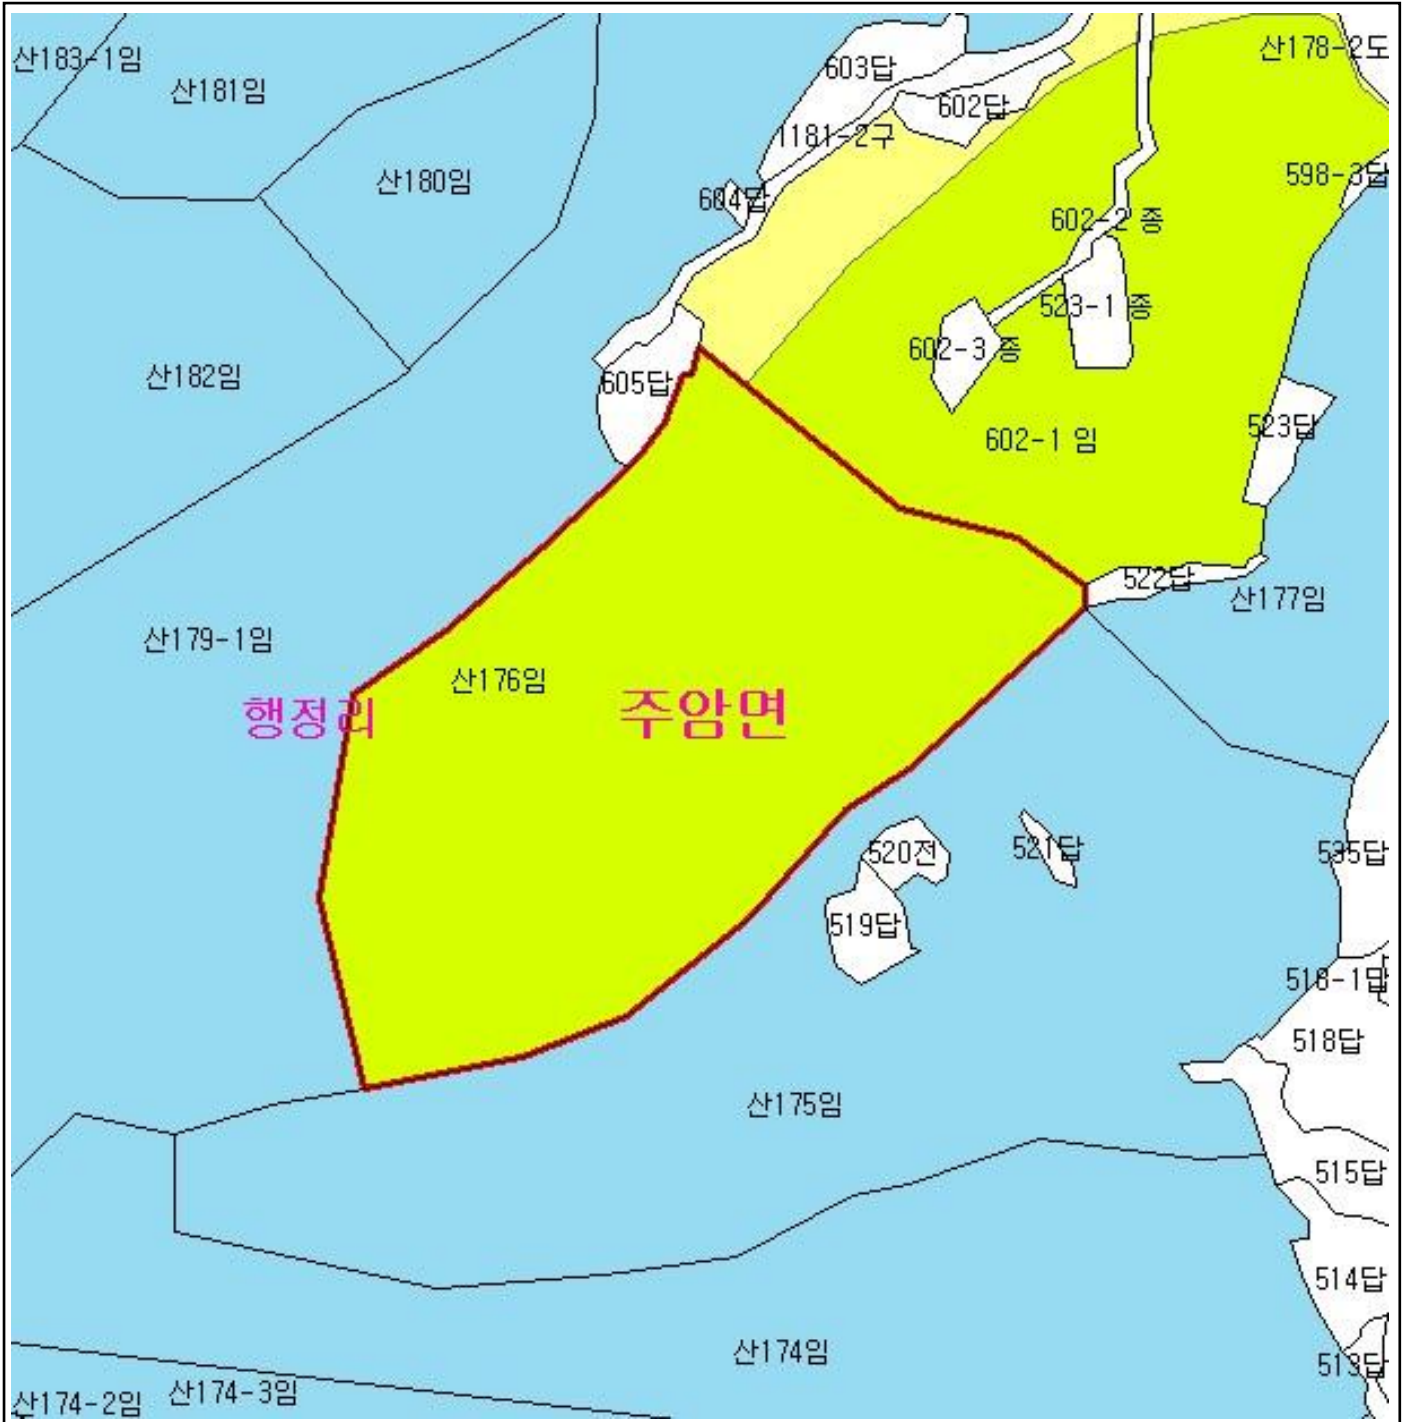 산183-1임
산181임
603답
산178-2도
602답
1181-2구
산180임
598-3답
604답
602-2 종
523-1 종
602-3 종
산182임
605답
523답
602-1 임
522답
산177임
산179-1임
산176임
행정리
주암면
520전
521답
535답
519답
518-1답
518답
산175임
515답
514답
산174임
513답
산174-3임
산174-2임